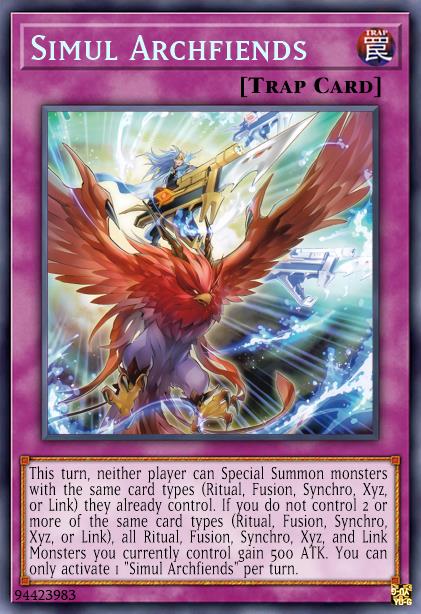 Simul Archfiends
TRAP
罠
[Trap Card]
This turn, neither player can Special Summon monsters
with the same card types (Ritual, Fusion, Synchro, Xyz,
or Link) they already control. If you do not control 2 or
more of the same card types (Ritual, Fusion, Synchro,
Xyz, or Link), all Ritual, Fusion, Synchro, Xyz, and Link
Monsters you currently control gain 500 ATK. You can
only activate 1 "Simul Archfiends" per turn.
94423983